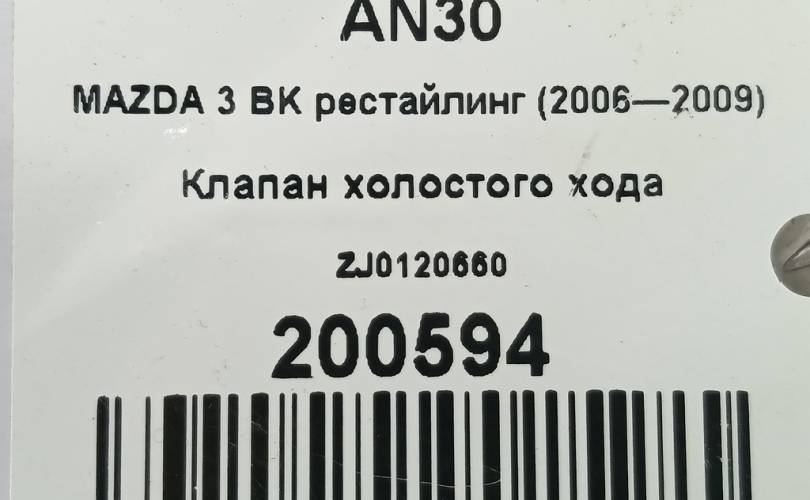 AN30
MAZDA 3 BK рестайлинг (2006—2009)
Клапан холостого хода
ZJ0120660
200594